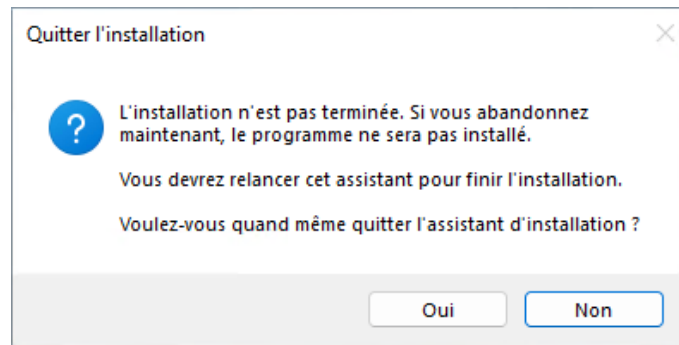 Quitter l'installation
?
L'installation n'est pas terminée. Si vous abandonnez
maintenant, le programme ne sera pas installé.
Vous devrez relancer cet assistant pour finir l'installation.
Voulez-vous quand même quitter l'assistant d'installation ?
Oui
Non